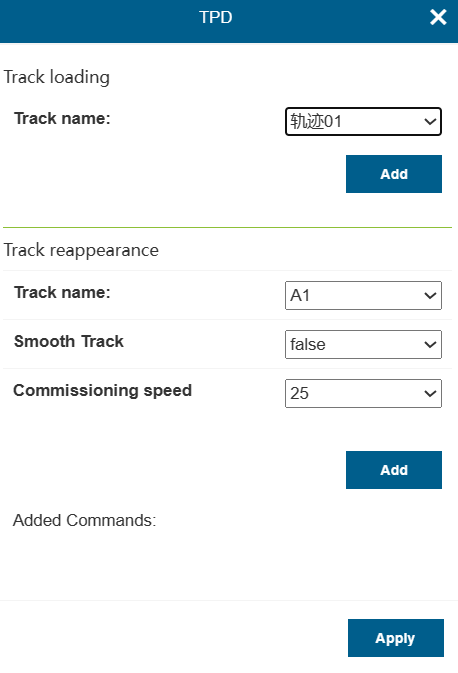 TPD
Track loading
Track name: 轨迹01
Add
Track reappearance
Track name: A1
Smooth Track false
Commissioning speed 25
Add
Added Commands:
Apply